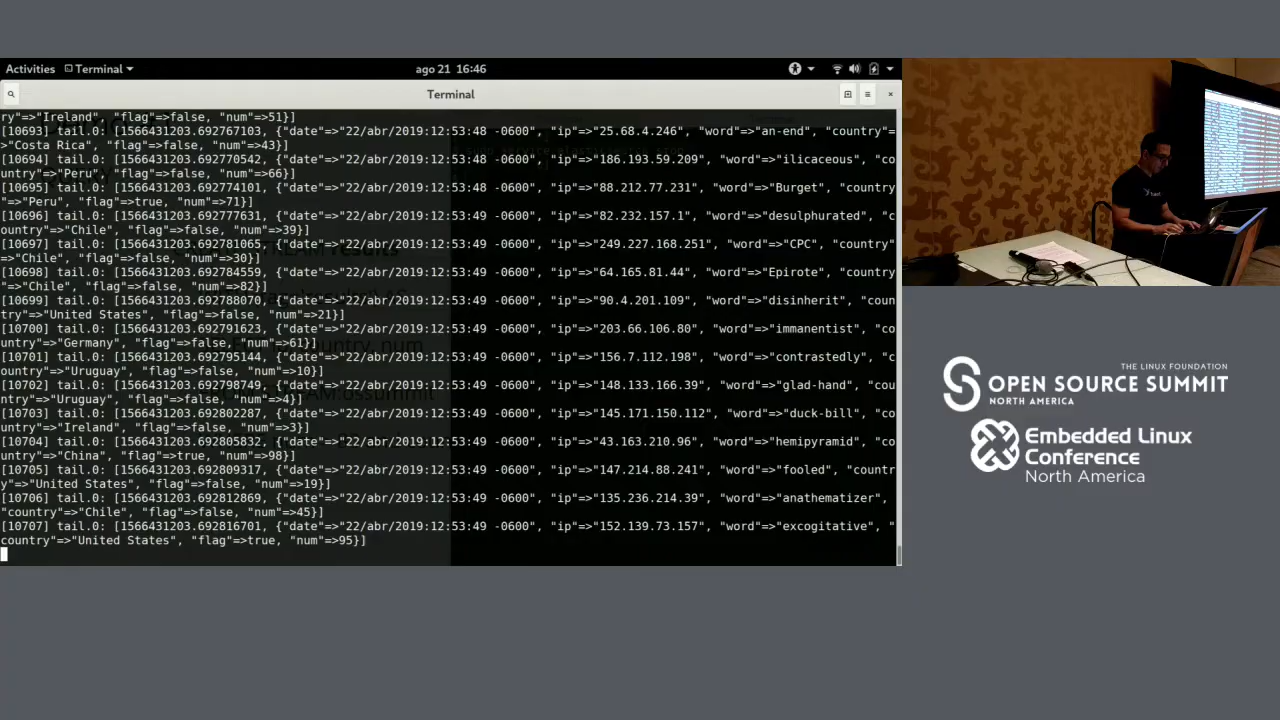 Activities Terminal ago 21 16:46
Terminal
ry"=>"Ireland", "flag"=>false, "num"=>51}]
[10693] tail.0: [1566431203.692767103, {"date"=>"22/abr/2019:12:53:48 -0600", "ip"=>"25.68.4.246", "word"=>"an-end", "country"=
>"Costa Rica", "flag"=>false, "num"=>43}]
[10694] tail.0: [1566431203.692770542, {"date"=>"22/abr/2019:12:53:48 -0600", "ip"=>"186.193.59.209", "word"=>"ilicaceous", "co
untry"=>"Peru", "flag"=>false, "num"=>66}]
[10695] tail.0: [1566431203.692774101, {"date"=>"22/abr/2019:12:53:48 -0600", "ip"=>"88.212.77.231", "word"=>"Burget", "country
"=>"Peru", "flag"=>true, "num"=>71}]
[10696] tail.0: [1566431203.692777631, {"date"=>"22/abr/2019:12:53:49 -0600", "ip"=>"82.232.157.1", "word"=>"desulphurated", "c
ountry"=>"Chile", "flag"=>false, "num"=>39}]
[10697] tail.0: [1566431203.692781065, {"date"=>"22/abr/2019:12:53:49 -0600", "ip"=>"249.227.168.251", "word"=>"CPC", "country"
=>"Chile", "flag"=>false, "num"=>30}]
[10698] tail.0: [1566431203.692784559, {"date"=>"22/abr/2019:12:53:49 -0600", "ip"=>"64.165.81.44", "word"=>"Epirote", "country
"=>"Chile", "flag"=>false, "num"=>82}]
[10699] tail.0: [1566431203.692788070, {"date"=>"22/abr/2019:12:53:49 -0600", "ip"=>"90.4.201.109", "word"=>"disinherit", "coun
try"=>"United States", "flag"=>false, "num"=>21}]
[10700] tail.0: [1566431203.692791623, {"date"=>"22/abr/2019:12:53:49 -0600", "ip"=>"203.66.106.80", "word"=>"immanentist", "co
untry"=>"Germany", "flag"=>false, "num"=>61}]
[10701] tail.0: [1566431203.692795144, {"date"=>"22/abr/2019:12:53:49 -0600", "ip"=>"156.7.112.198", "word"=>"contrastedly", "c
ountry"=>"Uruguay", "flag"=>false, "num"=>10}]
[10702] tail.0: [1566431203.692798749, {"date"=>"22/abr/2019:12:53:49 -0600", "ip"=>"148.133.166.39", "word"=>"glad-hand", "cou
ntry"=>"Uruguay", "flag"=>false, "num"=>4}]
[10703] tail.0: [1566431203.692802287, {"date"=>"22/abr/2019:12:53:49 -0600", "ip"=>"145.171.150.112", "word"=>"duck-bill", "co
untry"=>"Ireland", "flag"=>false, "num"=>3}]
[10704] tail.0: [1566431203.692805832, {"date"=>"22/abr/2019:12:53:49 -0600", "ip"=>"43.163.210.96", "word"=>"hemipyramid", "co
untry"=>"China", "flag"=>true, "num"=>98}]
[10705] tail.0: [1566431203.692809317, {"date"=>"22/abr/2019:12:53:49 -0600", "ip"=>"147.214.88.241", "word"=>"fooled", "countr
y"=>"United States", "flag"=>false, "num"=>19}]
[10706] tail.0: [1566431203.692812869, {"date"=>"22/abr/2019:12:53:49 -0600", "ip"=>"135.236.214.39", "word"=>"anathematizer",
"country"=>"Chile", "flag"=>false, "num"=>45}]
[10707] tail.0: [1566431203.692816701, {"date"=>"22/abr/2019:12:53:49 -0600", "ip"=>"152.139.73.157", "word"=>"excogitative", "
country"=>"United States", "flag"=>true, "num"=>95}]
THE LINUX FOUNDATION
OPEN SOURCE SUMMIT
NORTH AMERICA
Embedded Linux
Conference
North America